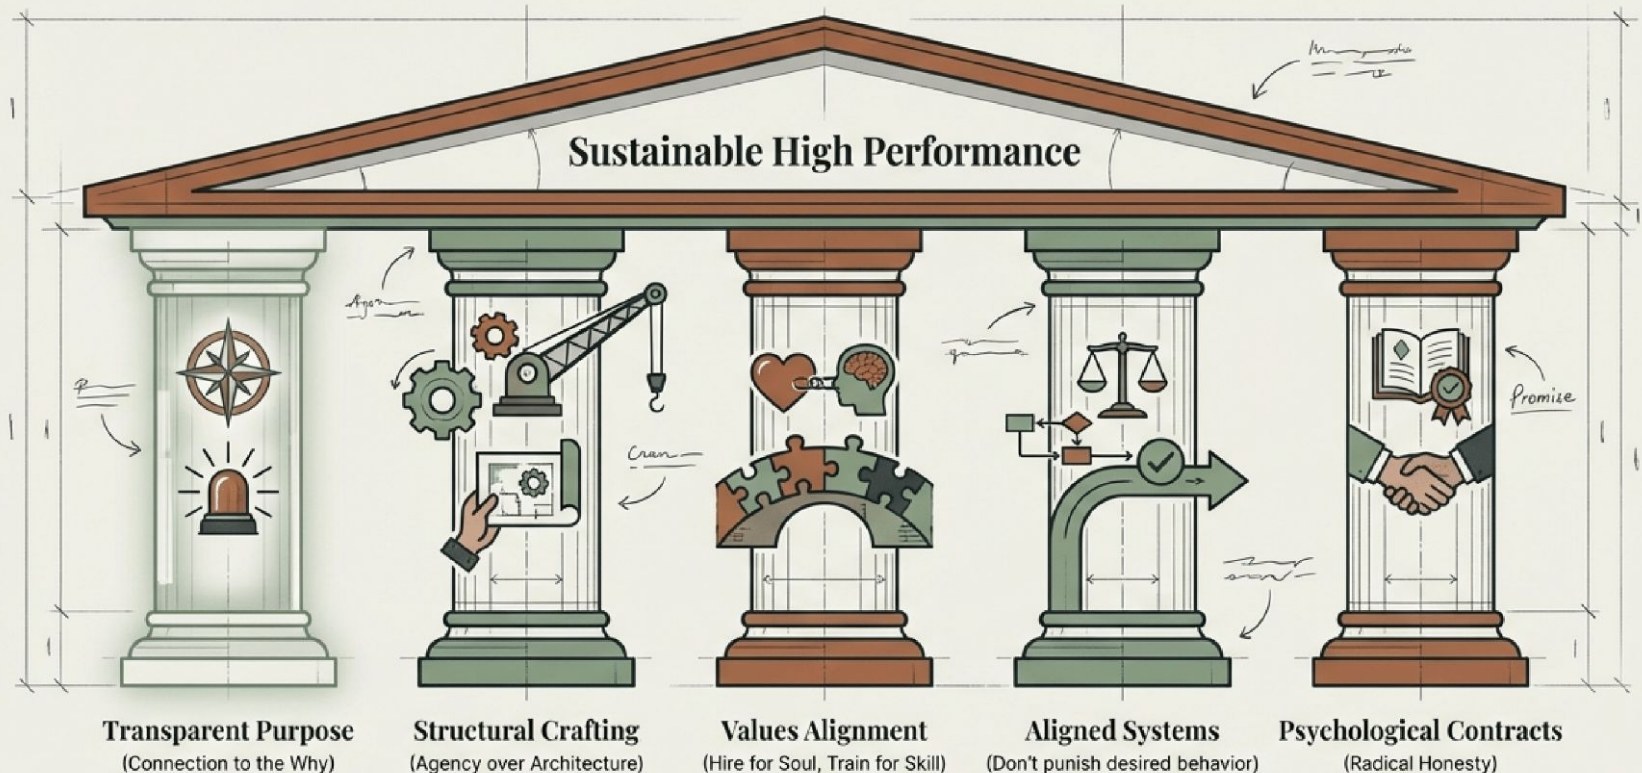 Sustainable High Performance
Promise
Transparent Purpose
(Connection to the Why)
Structural Crafting
(Agency over Architecture)
Values Alignment
(Hire for Soul, Train for Skill)
Aligned Systems
(Don't punish desired behavior)
Psychological Contracts
(Radical Honesty)